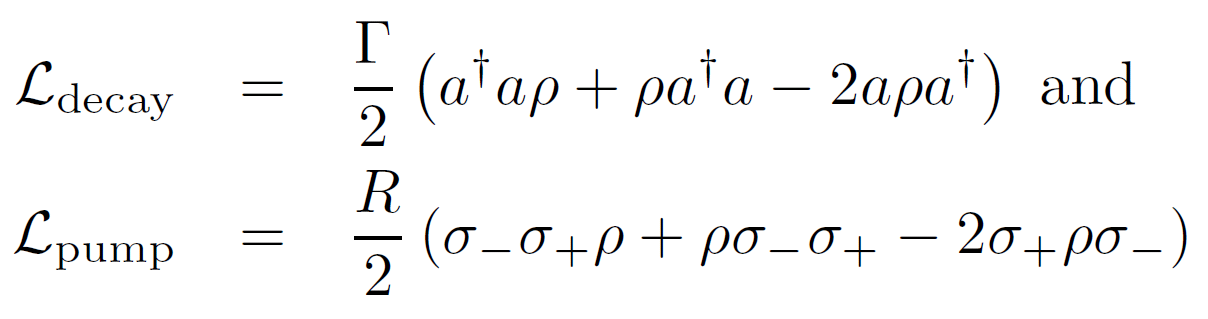 𝓛_decay = Γ/2 (a†aρ + ρa†a − 2aρa†) and
𝓛_pump = R/2 (σ₋σ₊ρ + ρσ₋σ₊ − 2σ₊ρσ₋)